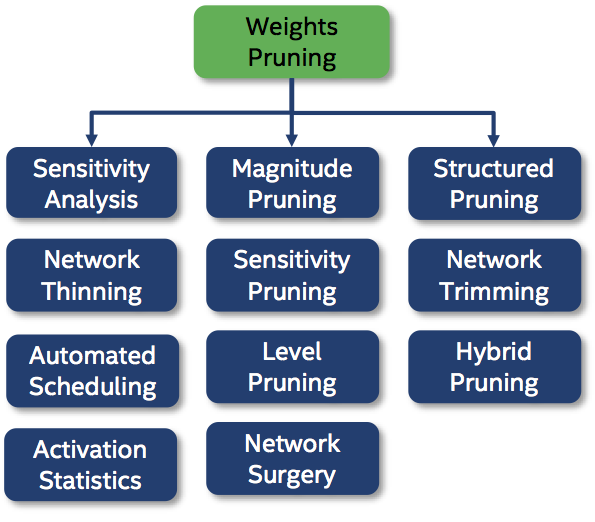 Weights
Pruning
Sensitivity
Analysis
Magnitude
Pruning
Structured
Pruning
Network
Thinning
Sensitivity
Pruning
Network
Trimming
Automated
Scheduling
Level
Pruning
Hybrid
Pruning
Activation
Statistics
Network
Surgery